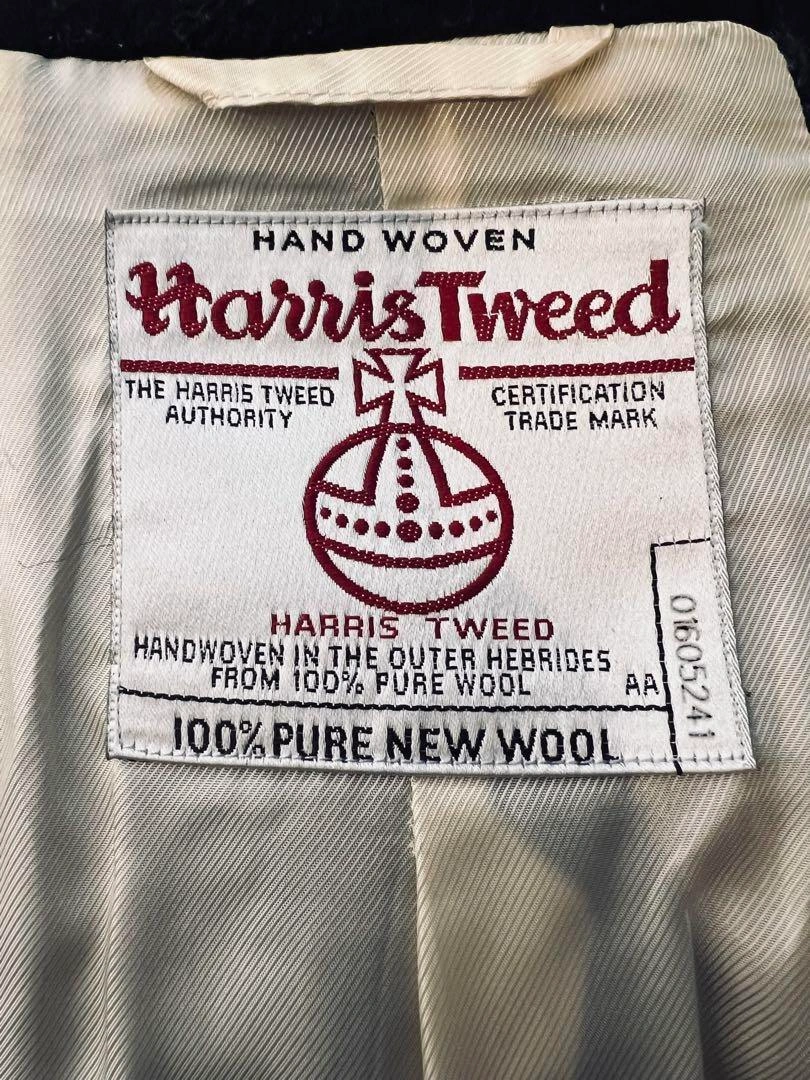 HAND WOVEN
Harris Tweed
THE HARRIS TWEED
AUTHORITY
CERTIFICATION
TRADE MARK
HARRIS TWEED
HANDWOVEN IN THE OUTER HEBRIDES
FROM 100% PURE WOOL
AA
01605241
100% PURE NEW WOOL